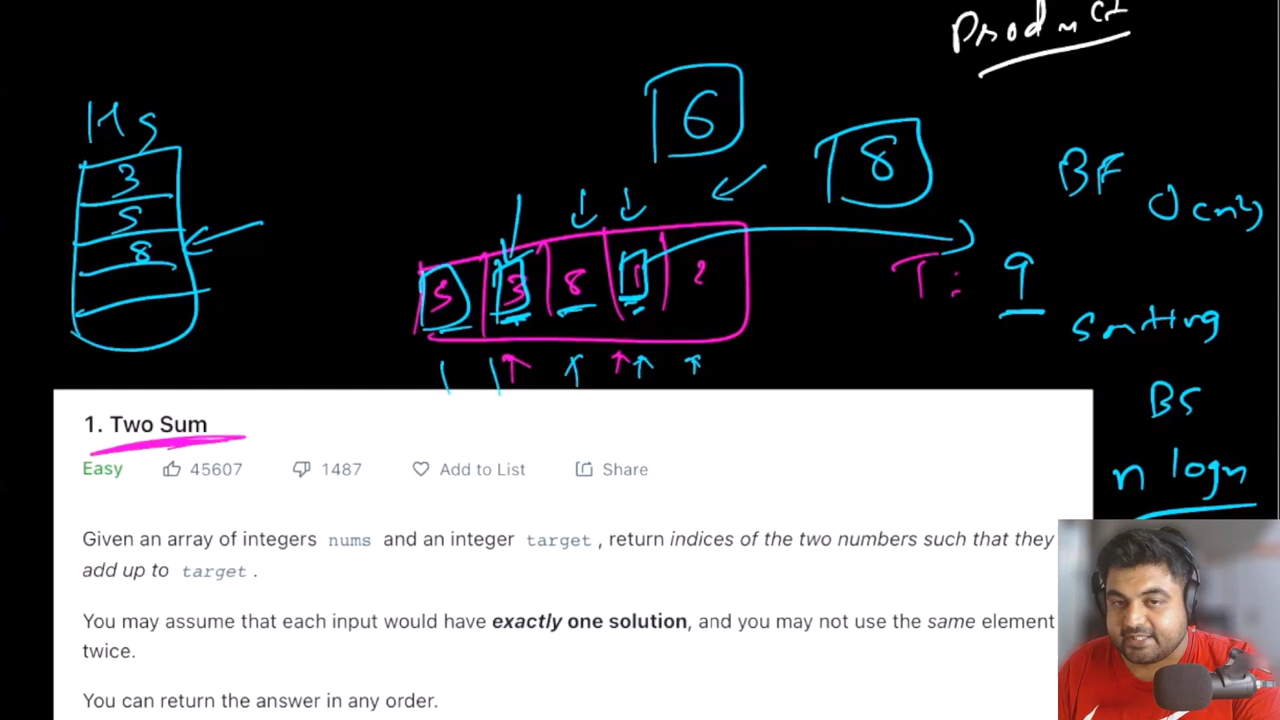 Product
6
8
Hs
3
5
8
BF
O(n²)
5 3 8 1 2
T: 9
Sorting
BS
n logn
1. Two Sum
Easy 45607 1487 Add to List Share
Given an array of integers nums and an integer target, return indices of the two numbers such that they
add up to target.
You may assume that each input would have exactly one solution, and you may not use the same element
twice.
You can return the answer in any order.